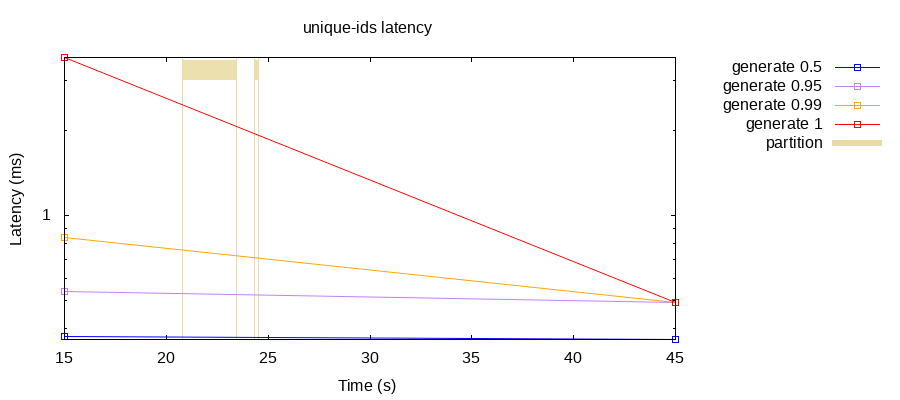 unique-ids latency
generate 0.5
generate 0.95
generate 0.99
generate 1
partition
Latency (ms)
1
15 20 25 30 35 40 45
Time (s)